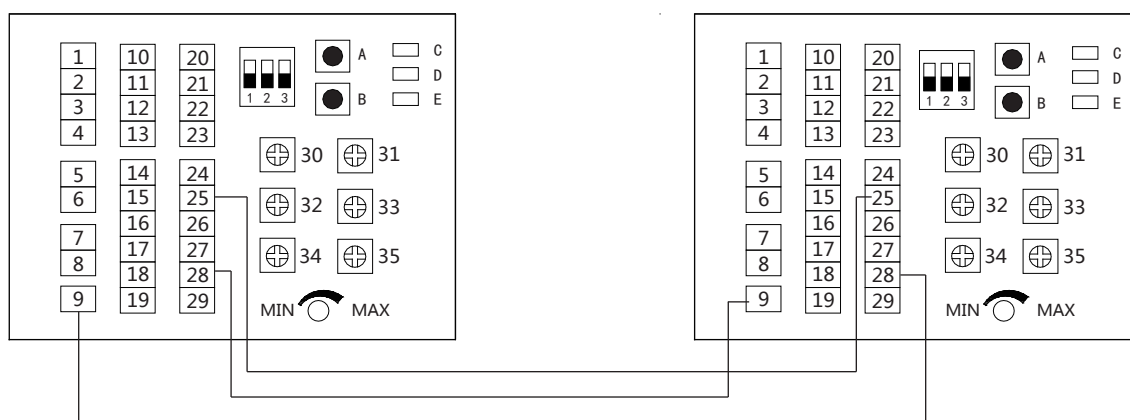 1 10 20 A C
2 11 21 D
3 12 22 1 2 3 B E
4 13 23
30 31
5 14 24
6 15 25 32 33
16 26
7 17 27
8 18 28 34 35
9 19 29 MIN MAX
1 10 20 A C
2 11 21 D
3 12 22 1 2 3 B E
4 13 23
30 31
5 14 24
6 15 25 32 33
16 26
7 17 27
8 18 28 34 35
9 19 29 MIN MAX